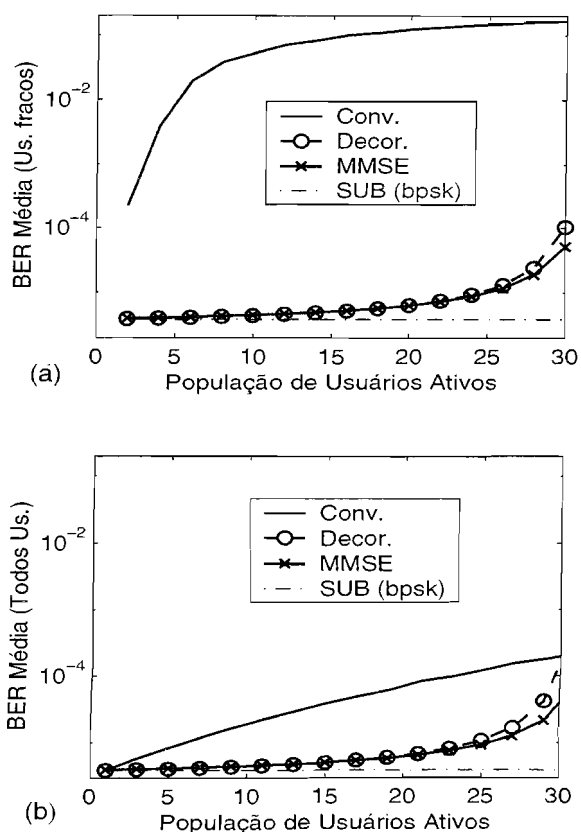 BER Média (Us. fracos)
10^-2
10^-4
Conv.
Decor.
MMSE
SUB (bpsk)
0 5 10 15 20 25 30
População de Usuários Ativos
(a)
BER Média (Todos Us.)
10^-2
10^-4
Conv.
Decor.
MMSE
SUB (bpsk)
0 5 10 15 20 25 30
População de Usuários Ativos
(b)